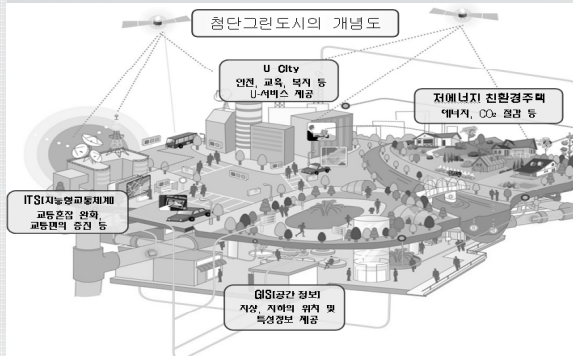 첨단그린도시의 개념도
U City
안전, 교육, 복지 등
U-서비스 제공
저에너지 친환경주택
에너지, CO₂ 절감 등
ITS(지능형교통체계)
교통혼잡 완화,
교통편의 증진 등
GIS(공간 정보)
지상, 지하의 위치 및
특성정보 제공